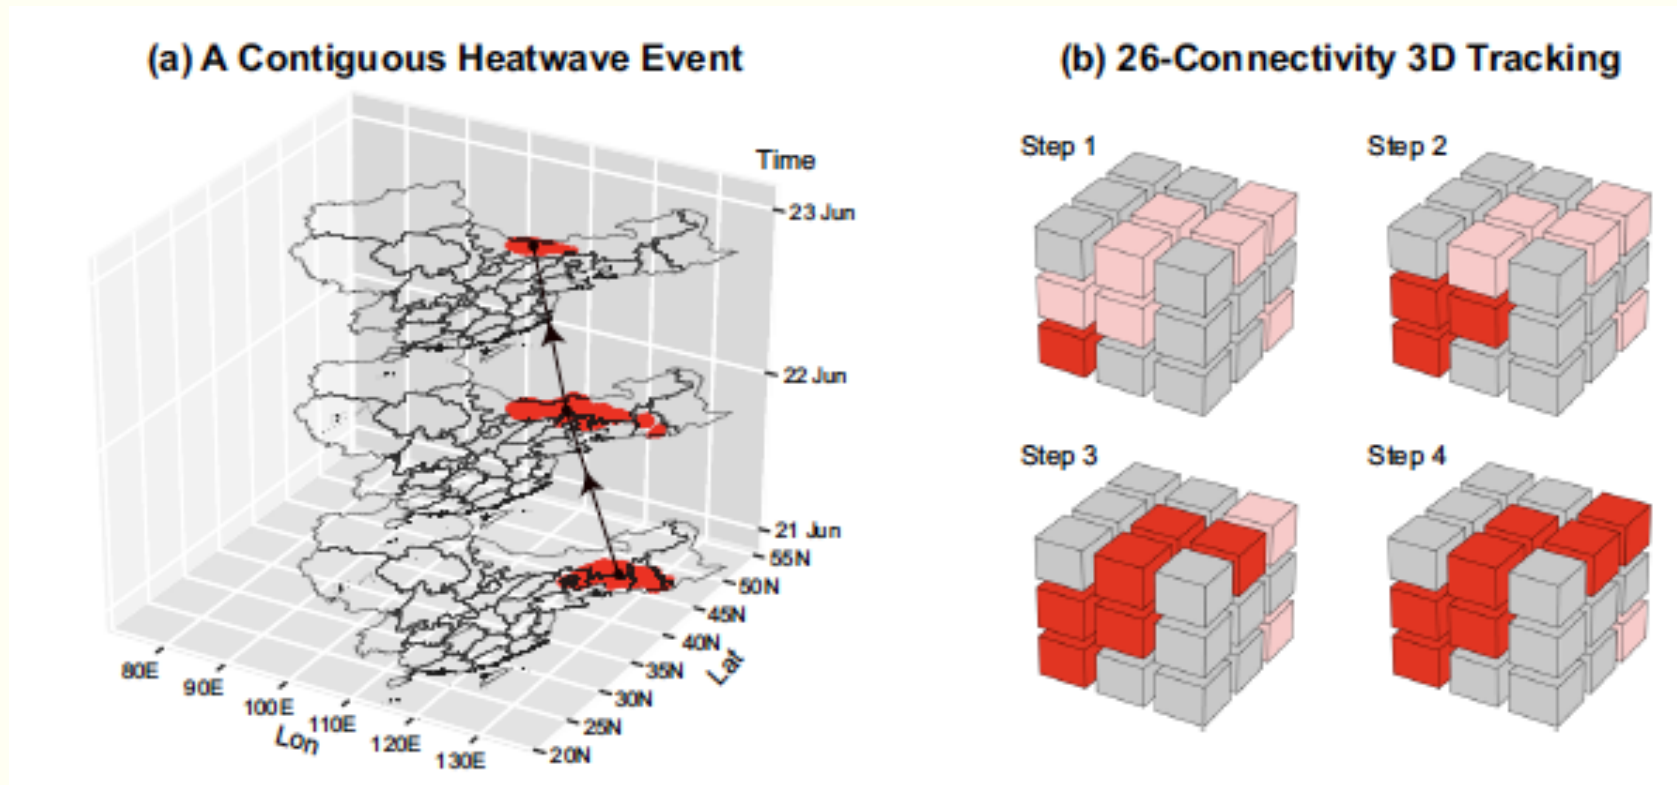 (a) A Contiguous Heatwave Event
Time
23 Jun
22 Jun
21 Jun
55N
50N
45N
40N
35N
30N
25N
20N
Lat
80E
90E
100E
110E
120E
130E
Lon
(b) 26-Connectivity 3D Tracking
Step 1
Step 2
Step 3
Step 4